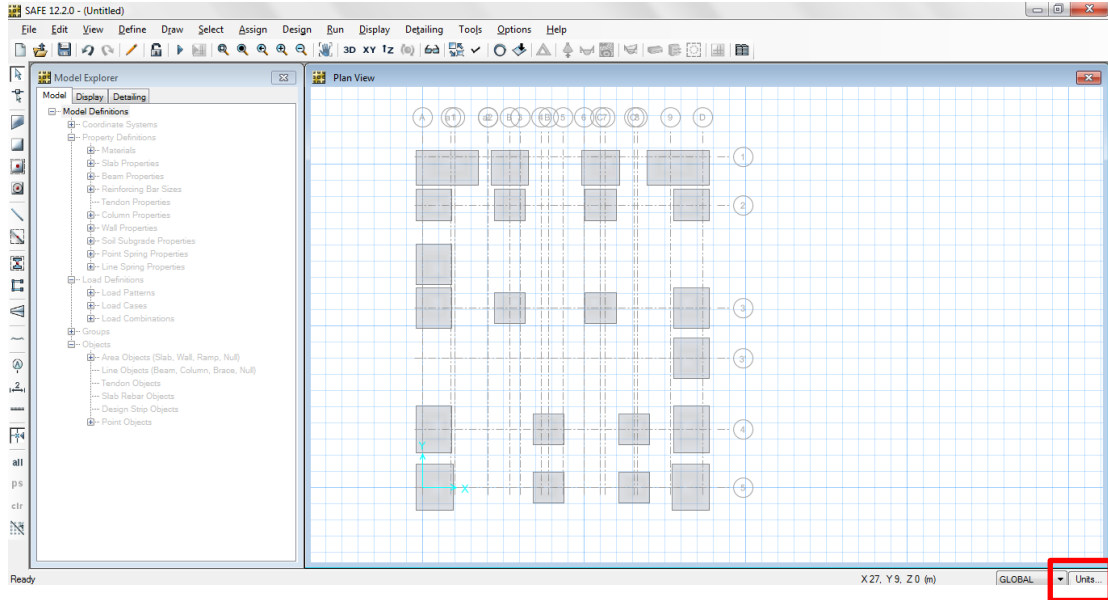 SAFE 12.2.0 - (Untitled)
File Edit View Define Draw Select Assign Design Run Display Detailing Tools Options Help
3D XY
Model Explorer
Plan View
Model Display Detailing
Model Definitions
Coordinate Systems
Property Definitions
Materials
Slab Properties
Beam Properties
Reinforcing Bar Sizes
Tendon Properties
Column Properties
Wall Properties
Soil Subgrade Properties
Point Spring Properties
Line Spring Properties
Load Definitions
Load Patterns
Load Cases
Load Combinations
Groups
Objects
Area Objects (Slab, Wall, Ramp, Null)
Line Objects (Beam, Column, Brace, Null)
Tendon Objects
Slab Rebar Objects
Design Strip Objects
Point Objects
all
ps
clr
A B 5 6 9 D
1
2
3
3'
4
5
Y
X
Ready
X 27, Y 9, Z 0 (m)
GLOBAL
Units...